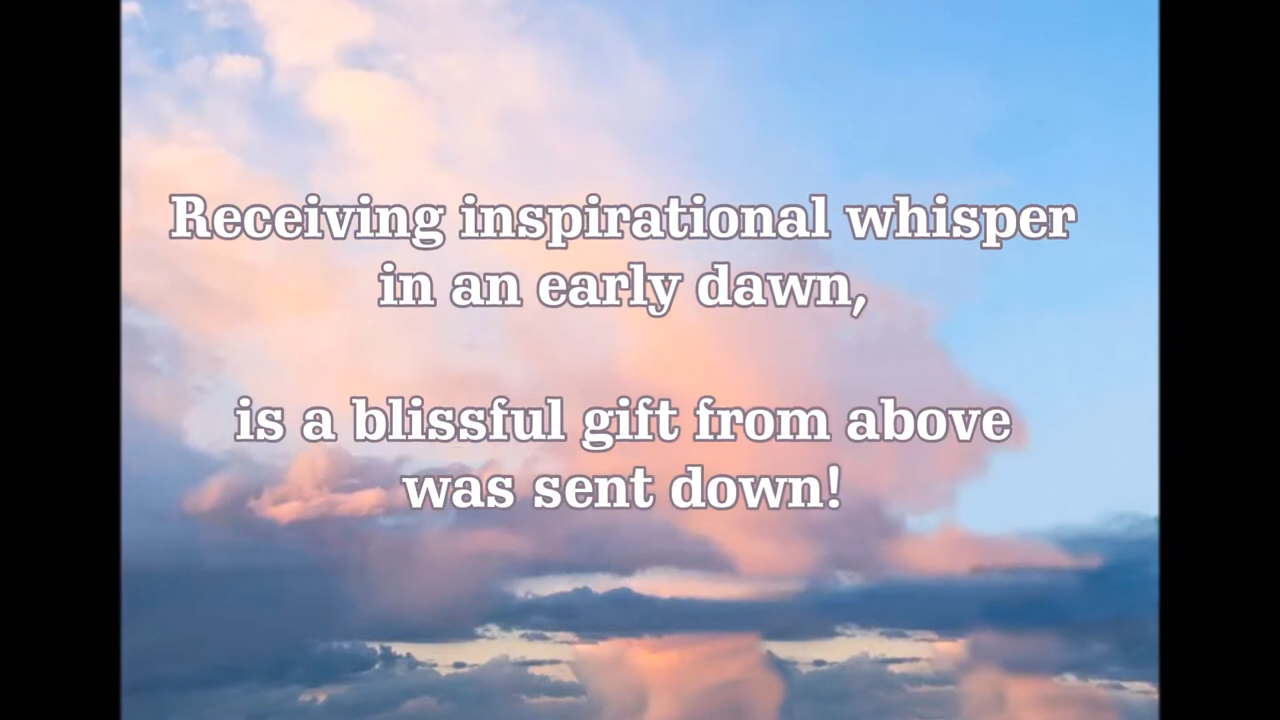 Receiving inspirational whisper
in an early dawn,
is a blissful gift from above
was sent down!